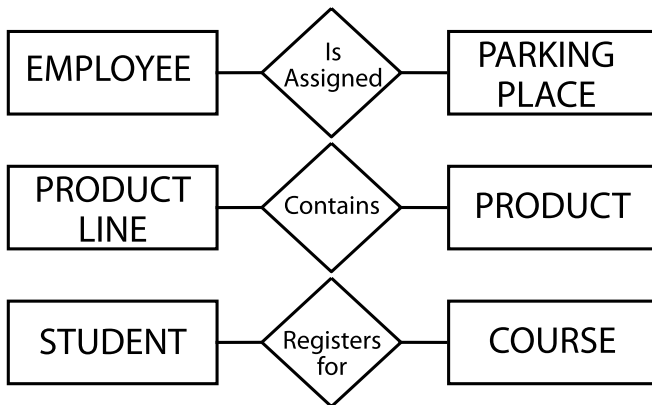 EMPLOYEE
Is
Assigned
PARKING
PLACE
PRODUCT
LINE
Contains
PRODUCT
STUDENT
Registers
for
COURSE